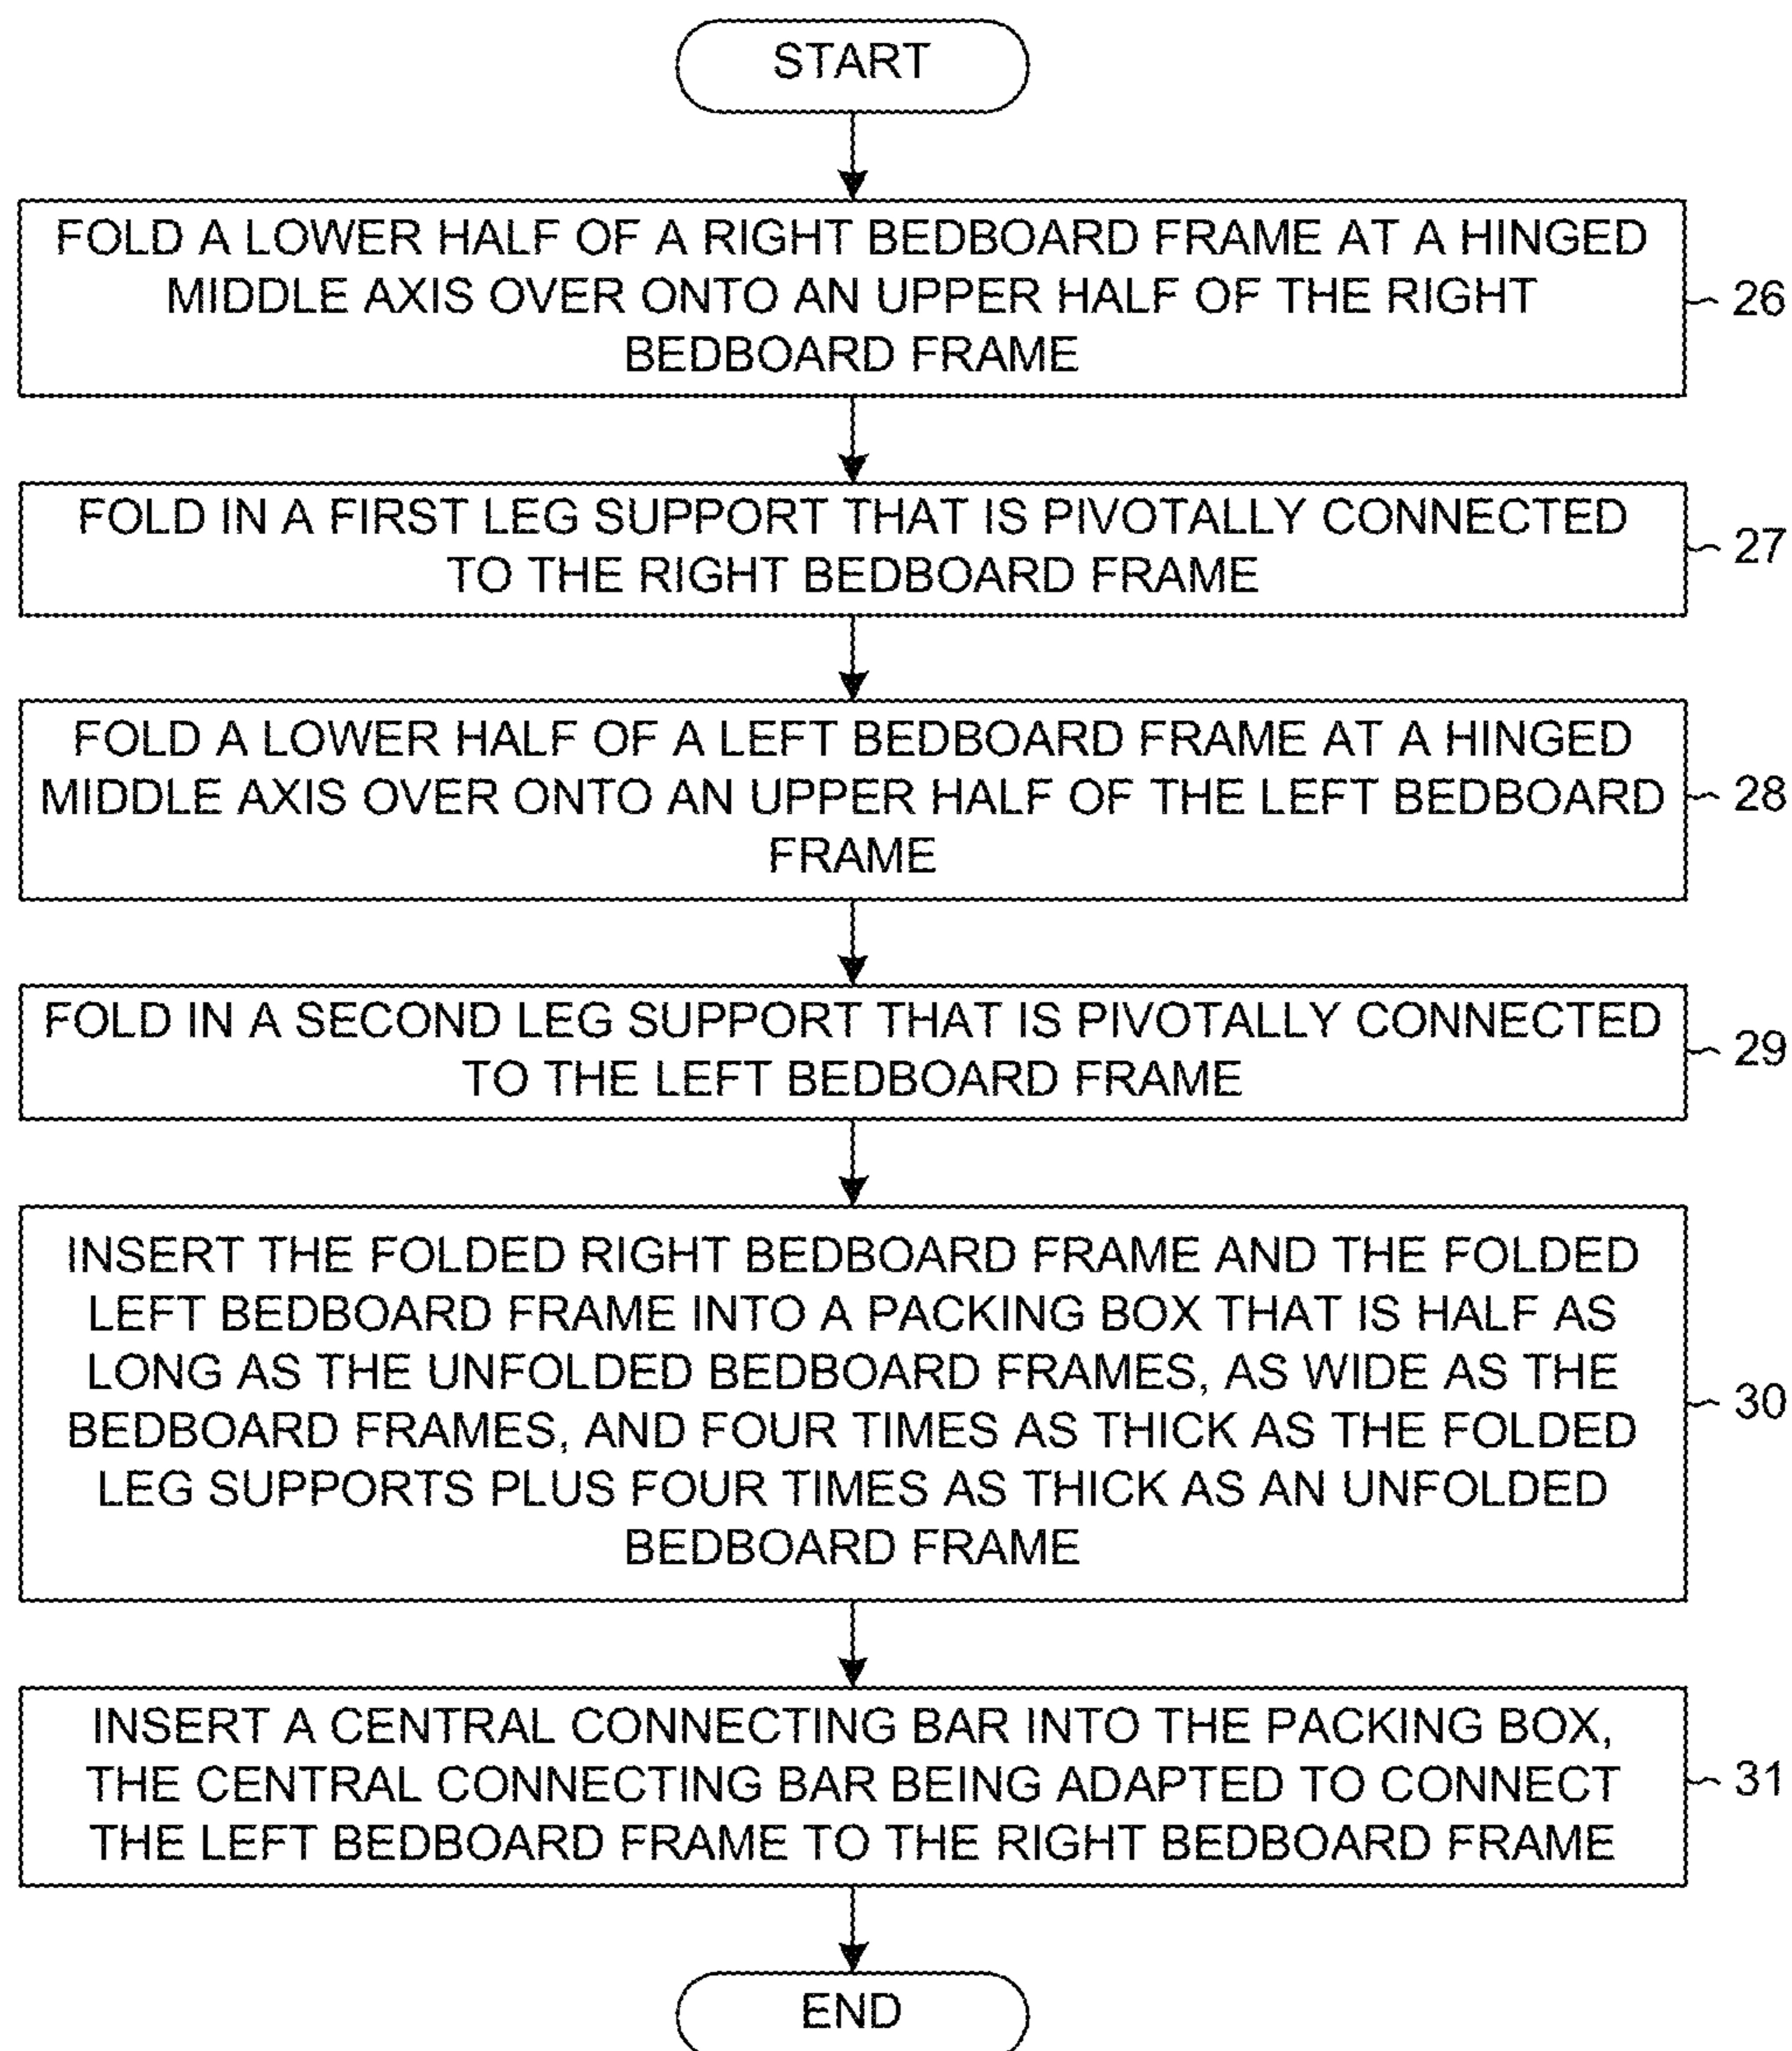 START
FOLD A LOWER HALF OF A RIGHT BEDBOARD FRAME AT A HINGED
MIDDLE AXIS OVER ONTO AN UPPER HALF OF THE RIGHT
BEDBOARD FRAME
26
FOLD IN A FIRST LEG SUPPORT THAT IS PIVOTALLY CONNECTED
TO THE RIGHT BEDBOARD FRAME
27
FOLD A LOWER HALF OF A LEFT BEDBOARD FRAME AT A HINGED
MIDDLE AXIS OVER ONTO AN UPPER HALF OF THE LEFT BEDBOARD
FRAME
28
FOLD IN A SECOND LEG SUPPORT THAT IS PIVOTALLY CONNECTED
TO THE LEFT BEDBOARD FRAME
29
INSERT THE FOLDED RIGHT BEDBOARD FRAME AND THE FOLDED
LEFT BEDBOARD FRAME INTO A PACKING BOX THAT IS HALF AS
LONG AS THE UNFOLDED BEDBOARD FRAMES, AS WIDE AS THE
BEDBOARD FRAMES, AND FOUR TIMES AS THICK AS THE FOLDED
LEG SUPPORTS PLUS FOUR TIMES AS THICK AS AN UNFOLDED
BEDBOARD FRAME
30
INSERT A CENTRAL CONNECTING BAR INTO THE PACKING BOX,
THE CENTRAL CONNECTING BAR BEING ADAPTED TO CONNECT
THE LEFT BEDBOARD FRAME TO THE RIGHT BEDBOARD FRAME
31
END